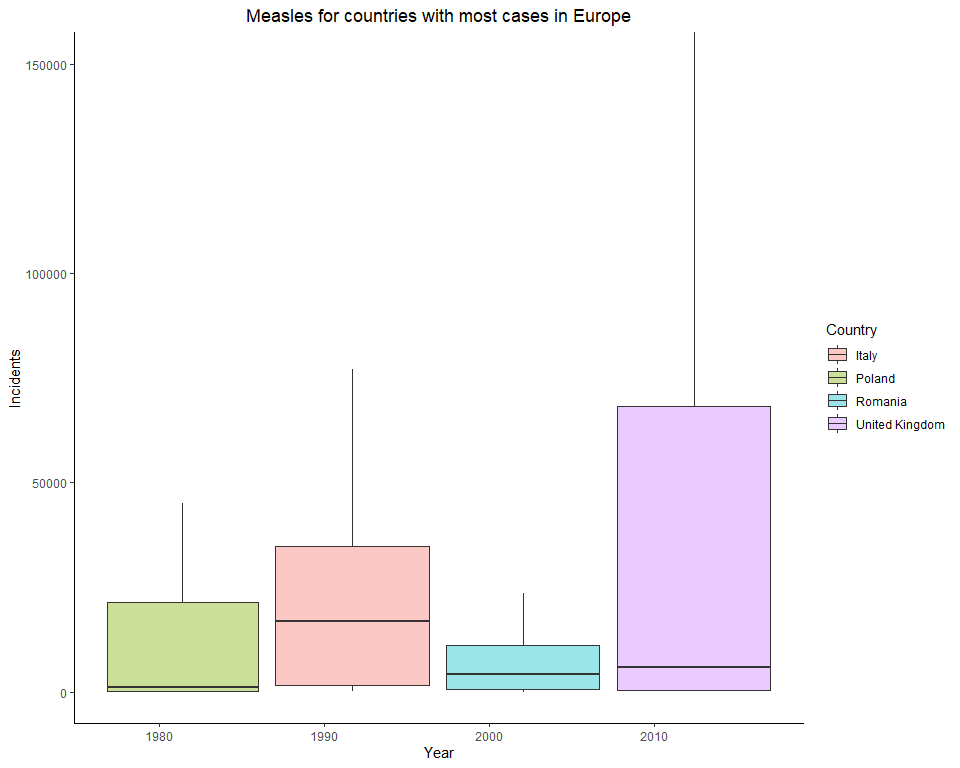 Measles for countries with most cases in Europe
150000
100000
50000
0
Incidents
1980
1990
2000
2010
Year
Country
Italy
Poland
Romania
United Kingdom